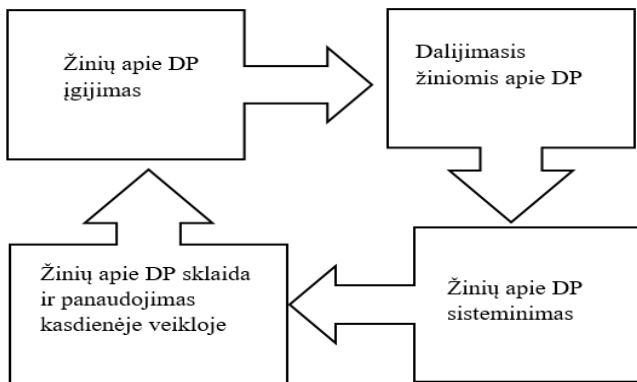 Žinių apie DP
įgijimas
Dalijimasis
žiniomis apie DP
Žinių apie DP
sisteminimas
Žinių apie DP sklaida
ir panaudojimas
kasdienėje veikloje